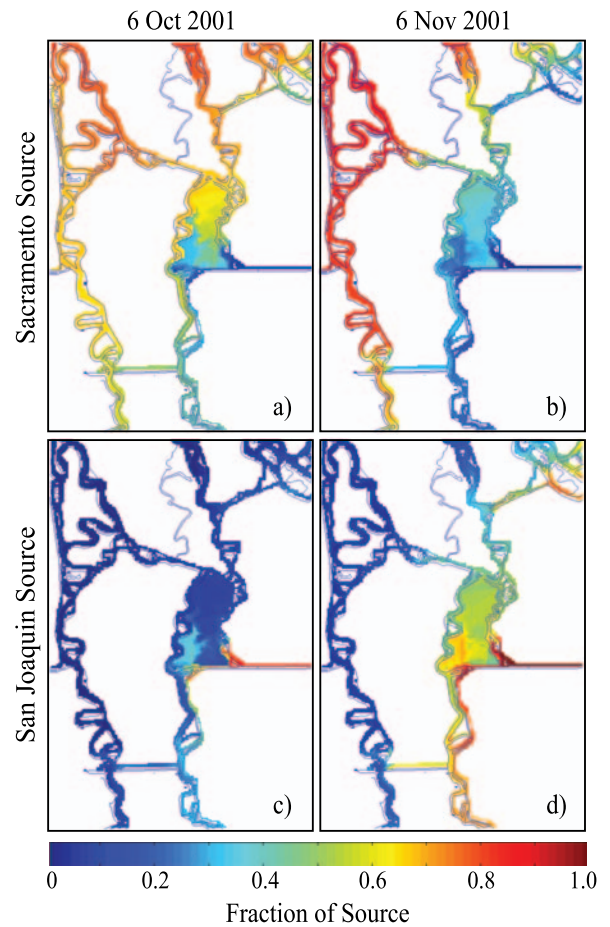 6 Oct 2001
6 Nov 2001
Sacramento Source
a)
b)
San Joaquin Source
c)
d)
0 0.2 0.4 0.6 0.8 1.0
Fraction of Source